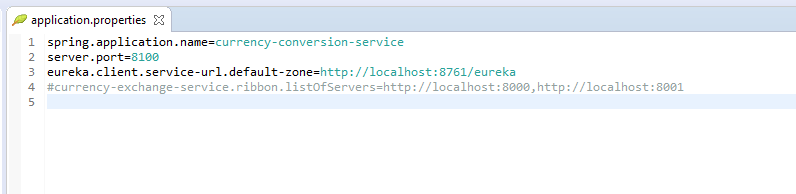 application.properties
1 spring.application.name=currency-conversion-service
2 server.port=8100
3 eureka.client.service-url.default-zone=http://localhost:8761/eureka
4 #currency-exchange-service.ribbon.listOfServers=http://localhost:8000,http://localhost:8001
5